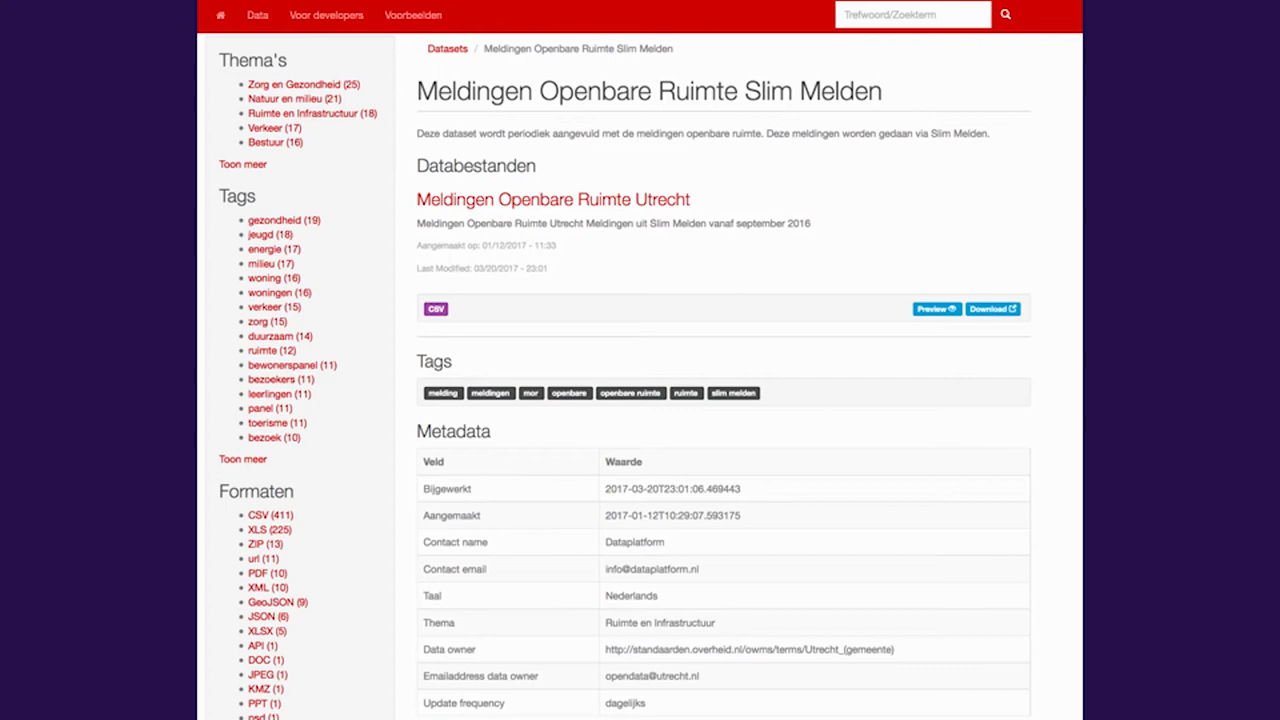 Data Voor developers Voorbeelden Trefwoord/Zoekterm
Thema's
Zorg en Gezondheid (25)
Natuur en milieu (21)
Ruimte en Infrastructuur (18)
Verkeer (17)
Bestuur (16)
Toon meer
Tags
gezondheid (19)
jeugd (18)
energie (17)
milieu (17)
woning (16)
woningen (16)
verkeer (15)
zorg (15)
duurzaam (14)
ruimte (12)
bewonerspanel (11)
bezoekers (11)
leerlingen (11)
panel (11)
toerisme (11)
bezoek (10)
Toon meer
Formaten
CSV (411)
XLS (225)
ZIP (13)
url (11)
PDF (10)
XML (10)
GeoJSON (9)
JSON (6)
XLSX (5)
API (1)
DOC (1)
JPEG (1)
KMZ (1)
PPT (1)
psd (1)
Datasets / Meldingen Openbare Ruimte Slim Melden
Meldingen Openbare Ruimte Slim Melden
Deze dataset wordt periodiek aangevuld met de meldingen openbare ruimte. Deze meldingen worden gedaan via Slim Melden.
Databestanden
Meldingen Openbare Ruimte Utrecht
Meldingen Openbare Ruimte Utrecht Meldingen uit Slim Melden vanaf september 2016
Aangemaakt op: 01/12/2017 - 11:33
Last Modified: 03/20/2017 - 23:01
CSV Preview Download
Tags
melding meldingen mor openbare openbare ruimte ruimte slim melden
Metadata
Veld Waarde
Bijgewerkt 2017-03-20T23:01:06.469443
Aangemaakt 2017-01-12T10:29:07.593175
Contact name Dataplatform
Contact email info@dataplatform.nl
Taal Nederlands
Thema Ruimte en Infrastructuur
Data owner http://standaarden.overheid.nl/owms/terms/Utrecht_(gemeente)
Emailaddress data owner opendata@utrecht.nl
Update frequency dagelijks